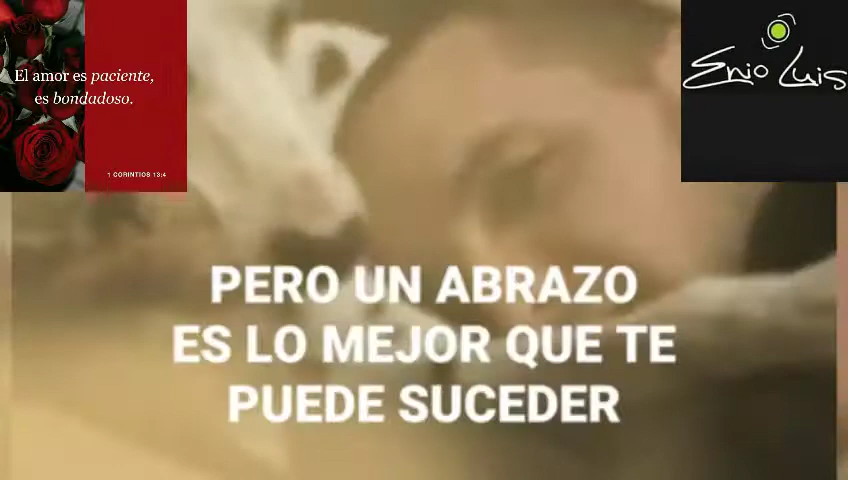 El amor es paciente,
es bondadoso.
1 CORINTIOS 13:4
Enio Luis
PERO UN ABRAZO
ES LO MEJOR QUE TE
PUEDE SUCEDER